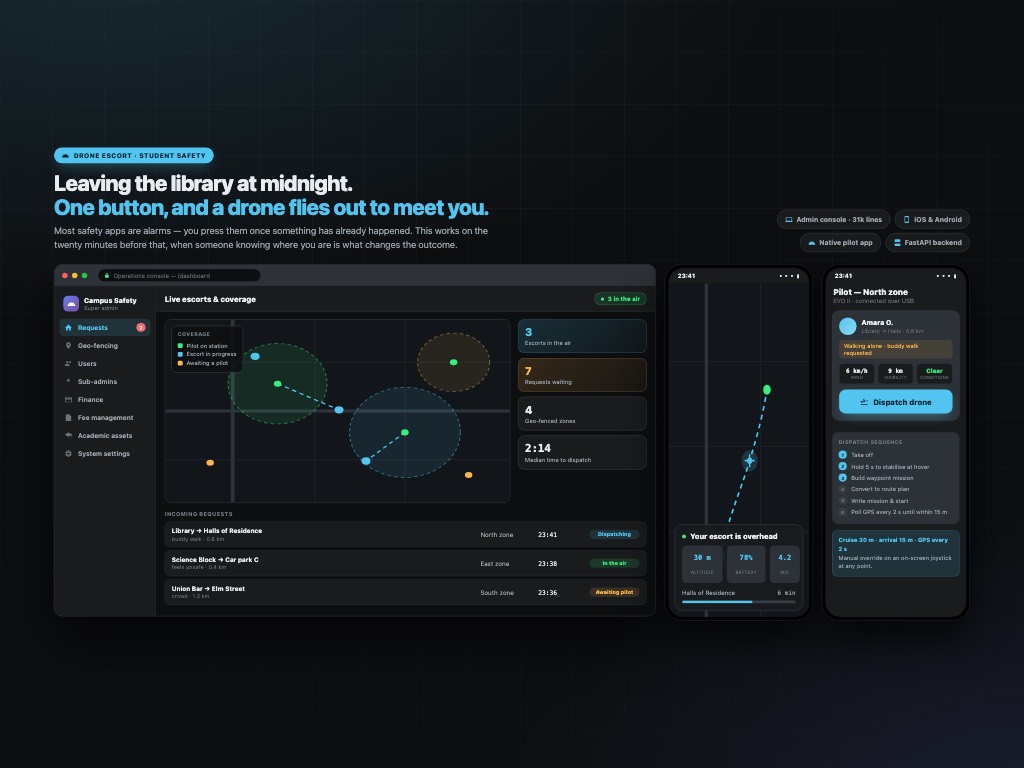 DRONE ESCORT · STUDENT SAFETY
Leaving the library at midnight.
One button, and a drone flies out to meet you.
Most safety apps are alarms — you press them once something has already happened. This works on the
twenty minutes before that, when someone knowing where you are is what changes the outcome.
Admin console · 31k lines
iOS & Android
Native pilot app
FastAPI backend
Operations console — /dashboard
Campus Safety
Super admin
Requests
7
Geo-fencing
Users
Sub-admins
Finance
Fee management
Academic assets
System settings
Live escorts & coverage
3 in the air
COVERAGE
Pilot on station
Escort in progress
Awaiting a pilot
3
Escorts in the air
7
Requests waiting
4
Geo-fenced zones
2:14
Median time to dispatch
INCOMING REQUESTS
Library → Halls of Residence
buddy walk · 0.8 km
North zone
23:41
Dispatching
Science Block → Car park C
feels unsafe · 0.4 km
East zone
23:38
In the air
Union Bar → Elm Street
crowd · 1.2 km
South zone
23:36
Awaiting pilot
23:41
Your escort is overhead
30 m
ALTITUDE
78%
BATTERY
4.2
M/S
Halls of Residence
6 min
23:41
Pilot — North zone
EVO II · connected over USB
Amara O.
Library → Halls · 0.8 km
Walking alone · buddy walk
requested
6 km/h
WIND
9 km
VISIBILITY
Clear
CONDITIONS
Dispatch drone
DISPATCH SEQUENCE
1 Take off
2 Hold 5 s to stabilise at hover
3 Build waypoint mission
Convert to route plan
Write mission & start
Poll GPS every 2 s until within 15 m
Cruise 30 m · arrival 15 m · GPS every
2 s
Manual override on an on-screen joystick
at any point.